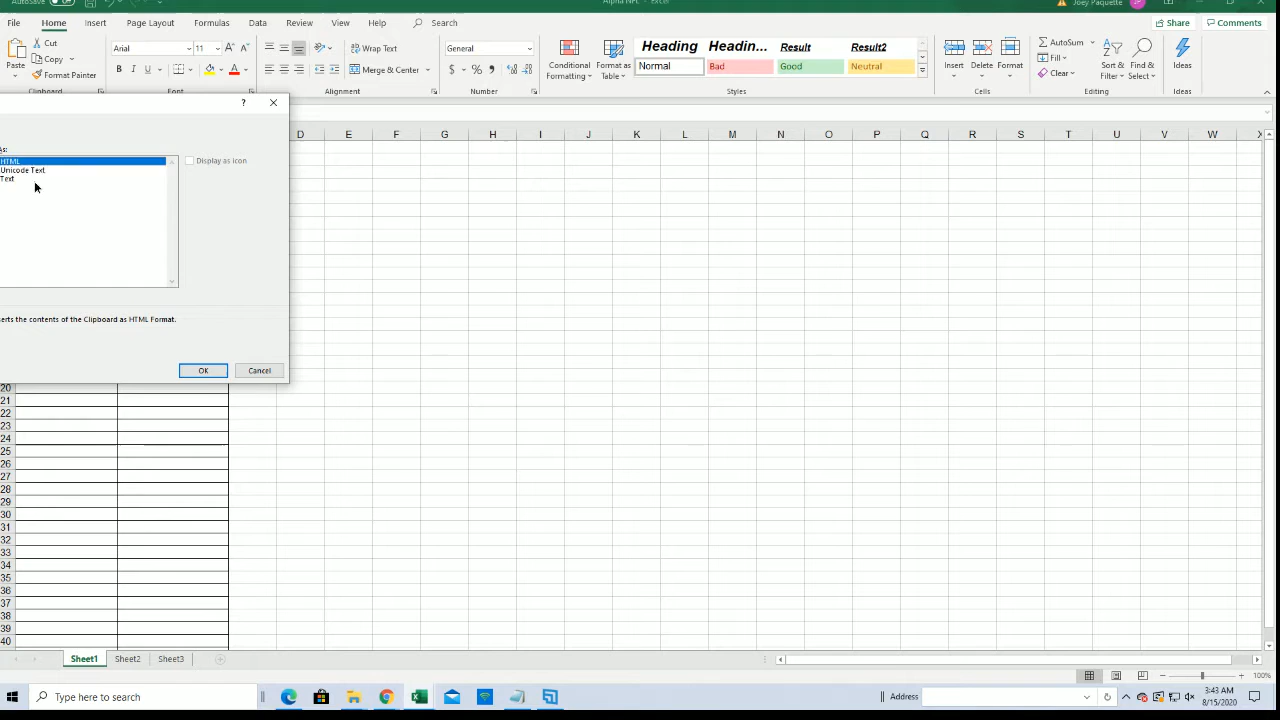 AutoSave
Alpha NFC - Excel
Joey Paquette
JP
File Home Insert Page Layout Formulas Data Review View Help Search
Share Comments
Cut
Copy
Format Painter
Paste
Clipboard
Arial 11
B I U
Font
Wrap Text
Merge & Center
Alignment
General
$ % ,
Number
Conditional
Formatting
Format as
Table
Heading Headin... Result Result2
Normal Bad Good Neutral
Styles
Insert Delete Format
Cells
AutoSum
Fill
Clear
Sort &
Filter
Find &
Select
Editing
Ideas
Ideas
?
As:
HTML
Unicode Text
Text
Display as icon
serts the contents of the Clipboard as HTML Format.
OK Cancel
D E F G H I J K L M N O P Q R S T U V W X
20
21
22
23
24
25
26
27
28
29
30
31
32
33
34
35
36
37
38
39
40
Sheet1 Sheet2 Sheet3
100%
Type here to search
Address
3:43 AM
8/15/2020